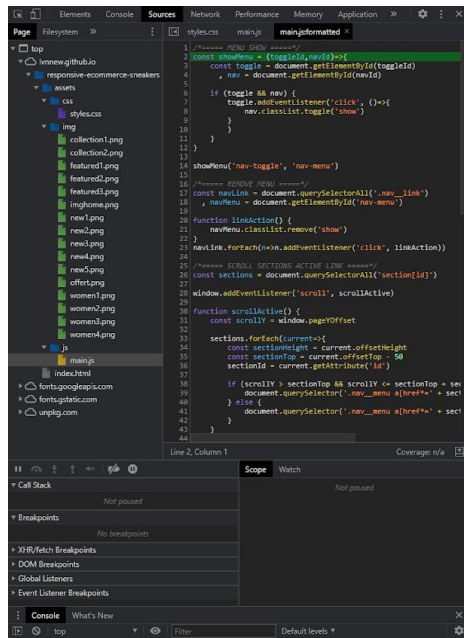 Elements Console Sources Network Performance Memory Application »
Page Filesystem » styles.css main.js main.js:formatted ×
top
lvnnew.github.io
responsive-ecommerce-sneakers
assets
css
styles.css
img
collection1.png
collection2.png
featured1.png
featured2.png
featured3.png
imghome.png
new1.png
new2.png
new3.png
new4.png
new5.png
offert.png
women1.png
women2.png
women3.png
women4.png
js
main.js
index.html
fonts.googleapis.com
fonts.gstatic.com
unpkg.com
1 /*===== MENU SHOW =====*/
2 const showMenu = (toggleId,navId)=>{
3 const toggle = document.getElementById(toggleId)
4 , nav = document.getElementById(navId)
5
6 if (toggle && nav) {
7 toggle.addEventListener('click', ()=>{
8 nav.classList.toggle('show')
9 }
10 )
11 }
12 }
13
14 showMenu('nav-toggle', 'nav-menu')
15
16 /*===== REMOVE MENU =====*/
17 const navLink = document.querySelectorAll('.nav__link')
18 , navMenu = document.getElementById('nav-menu')
19
20 function linkAction() {
21 navMenu.classList.remove('show')
22 }
23 navLink.forEach(n=>n.addEventListener('click', linkAction))
24
25 /*===== SCROLL SECTIONS ACTIVE LINK =====*/
26 const sections = document.querySelectorAll('section[id]')
27
28 window.addEventListener('scroll', scrollActive)
29
30 function scrollActive() {
31 const scrollY = window.pageYOffset
32
33 sections.forEach(current=>{
34 const sectionHeight = current.offsetHeight
35 const sectionTop = current.offsetTop - 50
36 sectionId = current.getAttribute('id')
37
38 if (scrollY > sectionTop && scrollY <= sectionTop + sec
39 document.querySelector('.nav__menu a[href*=' + sect
40 } else {
41 document.querySelector('.nav__menu a[href*=' + sect
42 }
43 }
44
Line 2, Column 1 Coverage: n/a
Scope Watch
Call Stack
Not paused
Not paused
Breakpoints
No breakpoints
XHR/fetch Breakpoints
DOM Breakpoints
Global Listeners
Event Listener Breakpoints
Console What's New
top Filter Default levels